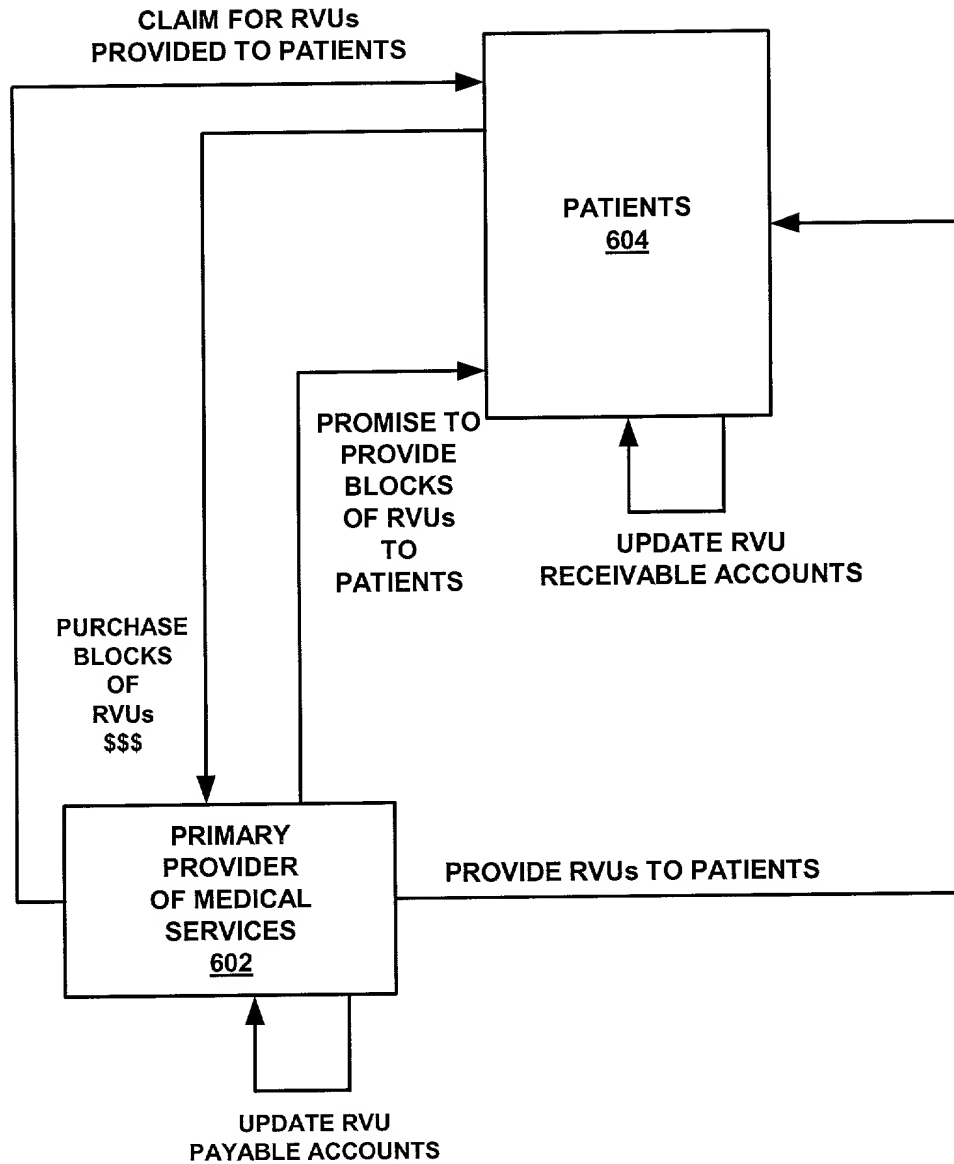 CLAIM FOR RVUs
PROVIDED TO PATIENTS
PATIENTS
604
PROMISE TO
PROVIDE
BLOCKS
OF RVUs
TO
PATIENTS
UPDATE RVU
RECEIVABLE ACCOUNTS
PURCHASE
BLOCKS
OF
RVUs
$$$
PRIMARY
PROVIDER
OF MEDICAL
SERVICES
602
PROVIDE RVUs TO PATIENTS
UPDATE RVU
PAYABLE ACCOUNTS